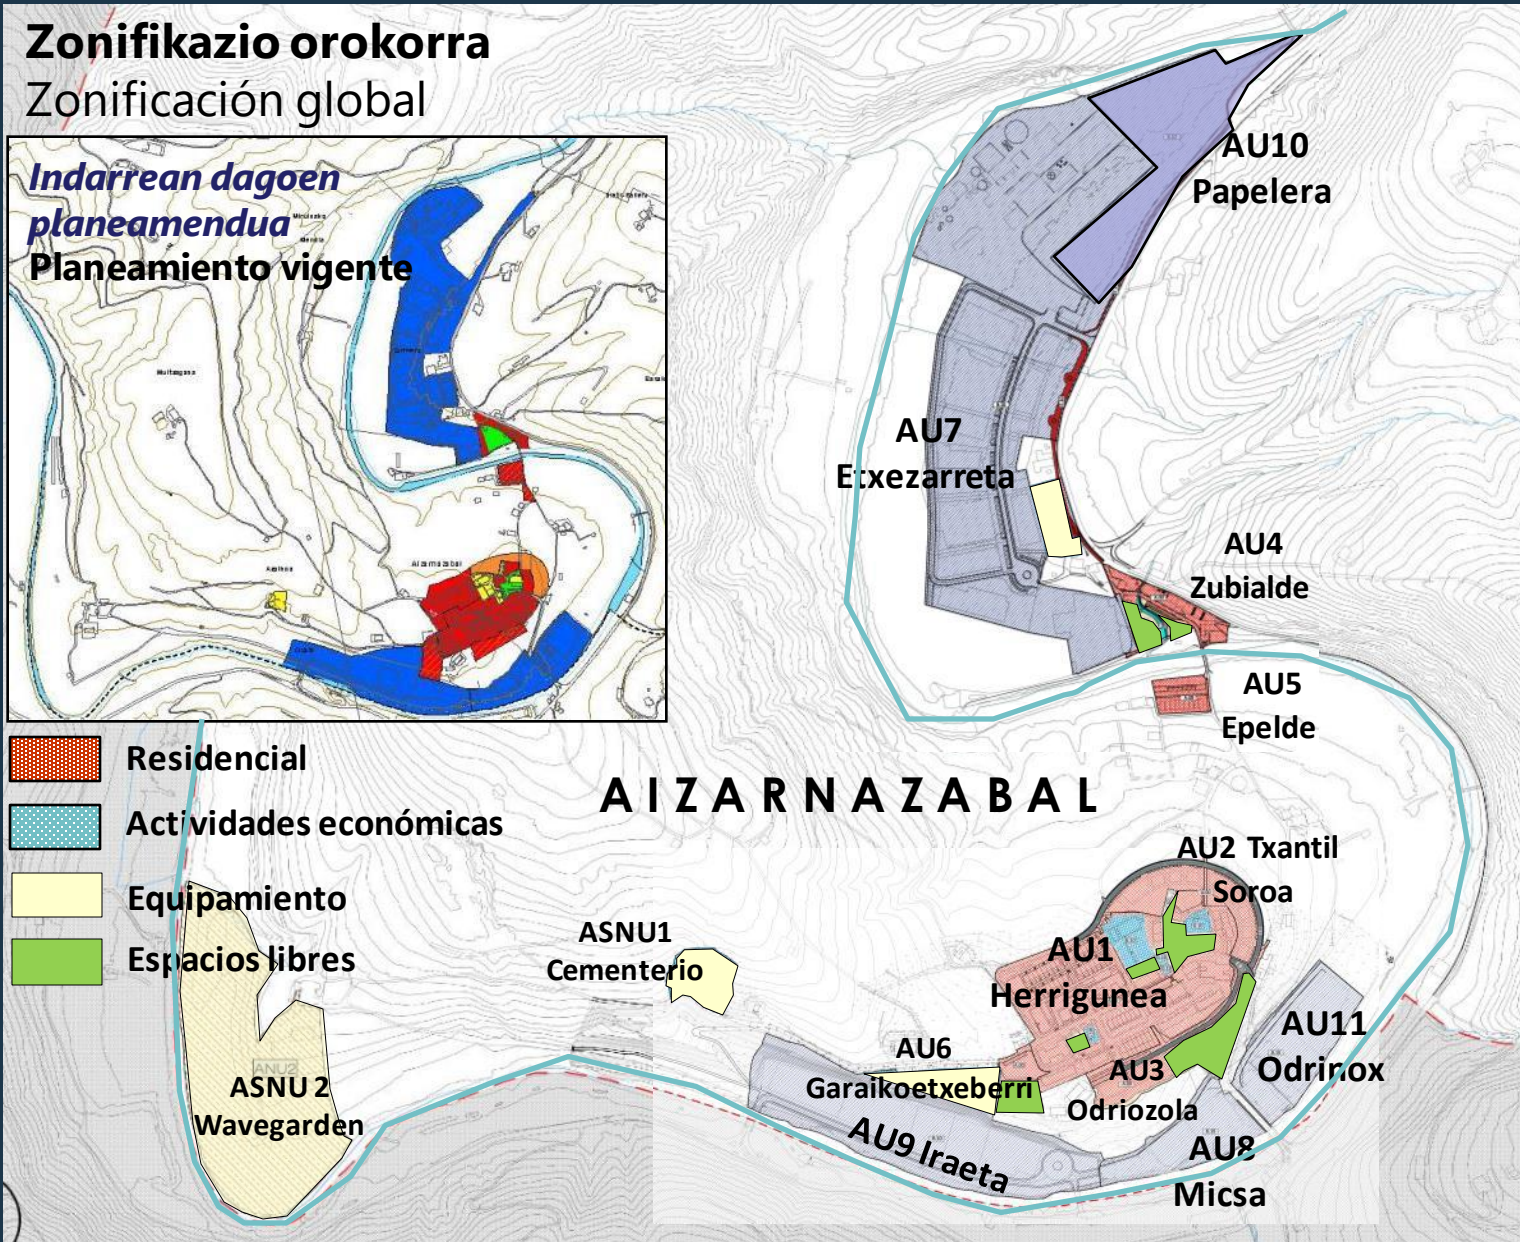 Zonifikazio orokorra
Zonificación global
Indarrean dagoen
planeamendua
Planeamiento vigente
Aizarnazabal
Residencial
Actividades económicas
Equipamiento
Espacios libres
AU10
Papelera
AU7
Etxezarreta
AU4
Zubialde
AU5
Epelde
AIZARNAZABAL
AU2 Txantil
Soroa
ASNU1
Cementerio
AU1
Herrigunea
AU11
Odrinox
AU6
Garaikoetxeberri
AU3
Odriozola
ANU2
ASNU 2
Wavegarden
AU9 Iraeta
AU8
Micsa